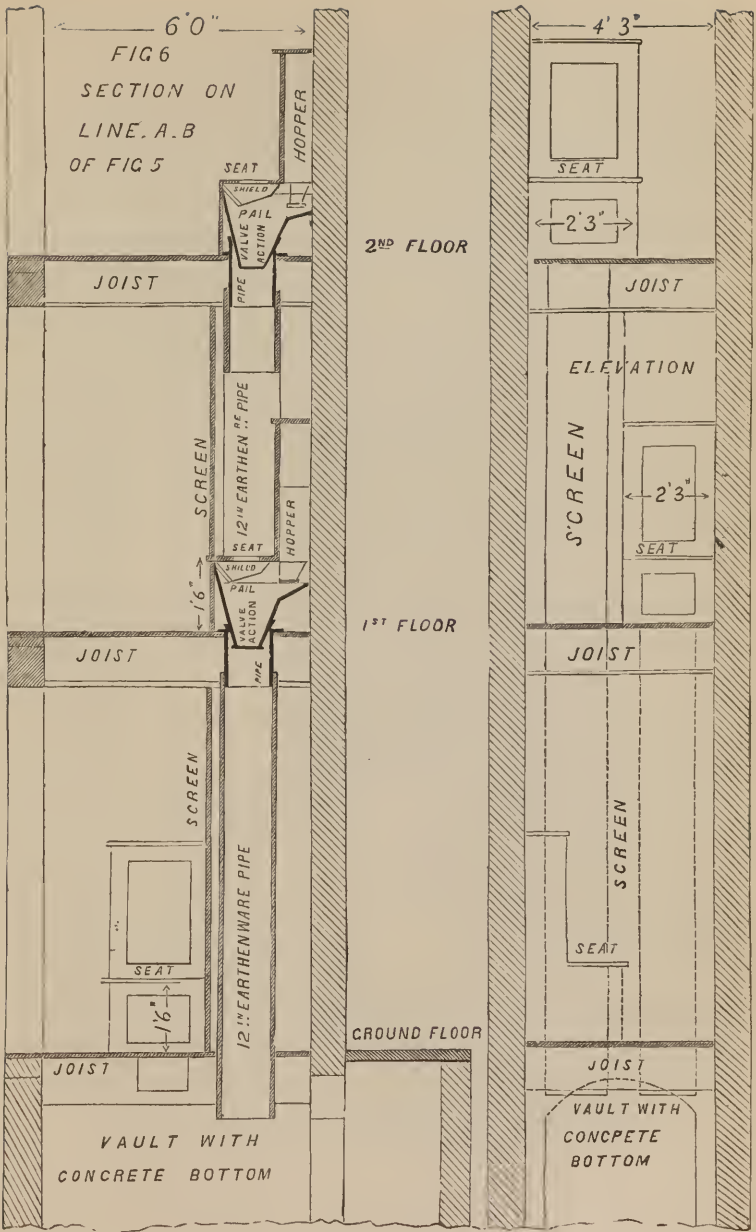 6'0"
FIG 6
SECTION ON
LINE. A.B
OF FIG 5
HOPPER
SEAT
SHIELD
PAIL
VALVE
ACTION
PIPE
JOIST
SCREEN
12 IN EARTHEN RE PIPE
HOPPER
SEAT
SHIELD
PAIL
1'6"
VALVE
ACTION
PIPE
JOIST
SCREEN
12 IN EARTHENWARE PIPE
SEAT
1'6"
JOIST
VAULT WITH
CONCRETE BOTTOM
2ND FLOOR
1ST FLOOR
GROUND FLOOR
4' 3"
SEAT
2'3"
JOIST
ELEVATION
SCREEN
2'3"
SEAT
JOIST
SCREEN
SEAT
JOIST
VAULT WITH
CONCPETE
BOTTOM